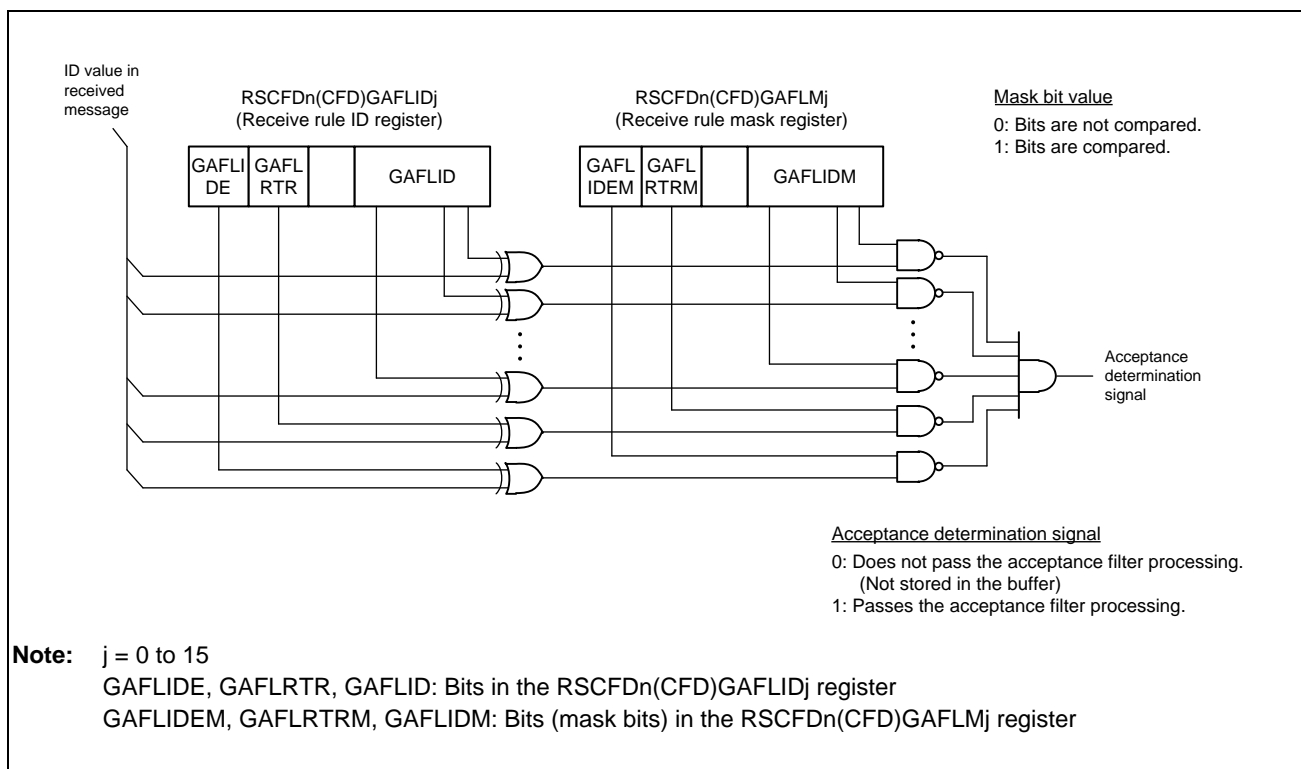 ID value in
received
message
RSCFDn(CFD)GAFLIDj
(Receive rule ID register)
GAFLI
DE
GAFL
RTR
GAFLID
RSCFDn(CFD)GAFLMj
(Receive rule mask register)
GAFL
IDEM
GAFL
RTRM
GAFLIDM
Mask bit value
0: Bits are not compared.
1: Bits are compared.
Acceptance
determination
signal
Acceptance determination signal
0: Does not pass the acceptance filter processing.
(Not stored in the buffer)
1: Passes the acceptance filter processing.
Note: j = 0 to 15
GAFLIDE, GAFLRTR, GAFLID: Bits in the RSCFDn(CFD)GAFLIDj register
GAFLIDEM, GAFLRTRM, GAFLIDM: Bits (mask bits) in the RSCFDn(CFD)GAFLMj register